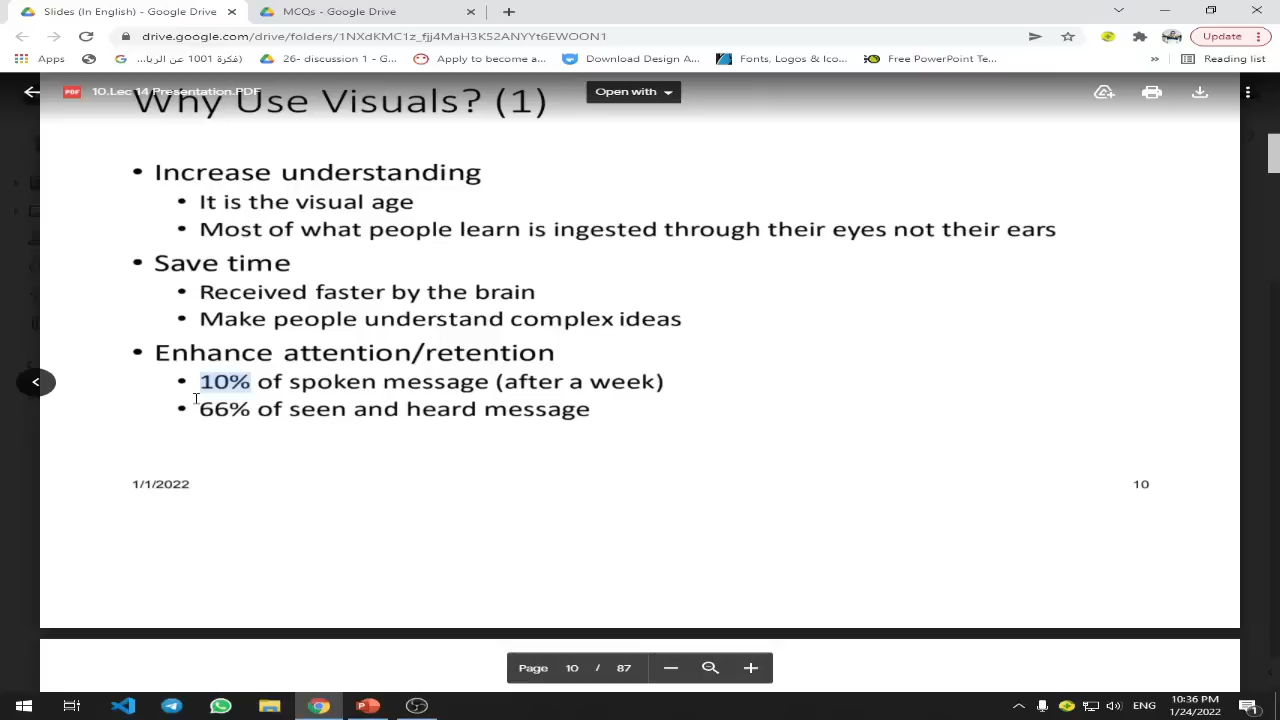 Slides (In English) - Google Drive
MCQs - Google Drive
drive.google.com/drive/folders/1NXdKMC1z_fjj4MaH3K52ANYYt6EWOON1
Update
Apps
1001 فكرة عن الريا...
26- discussion 1 - G...
Apply to become a...
Download Design A...
Fonts, Logos & Ico...
Free PowerPoint Te...
»
Reading list
PDF
10.Lec 14 Presentation.PDF
Open with
Why Use Visuals? (1)
• Increase understanding
• It is the visual age
• Most of what people learn is ingested through their eyes not their ears
• Save time
• Received faster by the brain
• Make people understand complex ideas
• Enhance attention/retention
• 10% of spoken message (after a week)
• 66% of seen and heard message
1/1/2022
10
Page 10 / 87
ENG
10:36 PM
1/24/2022